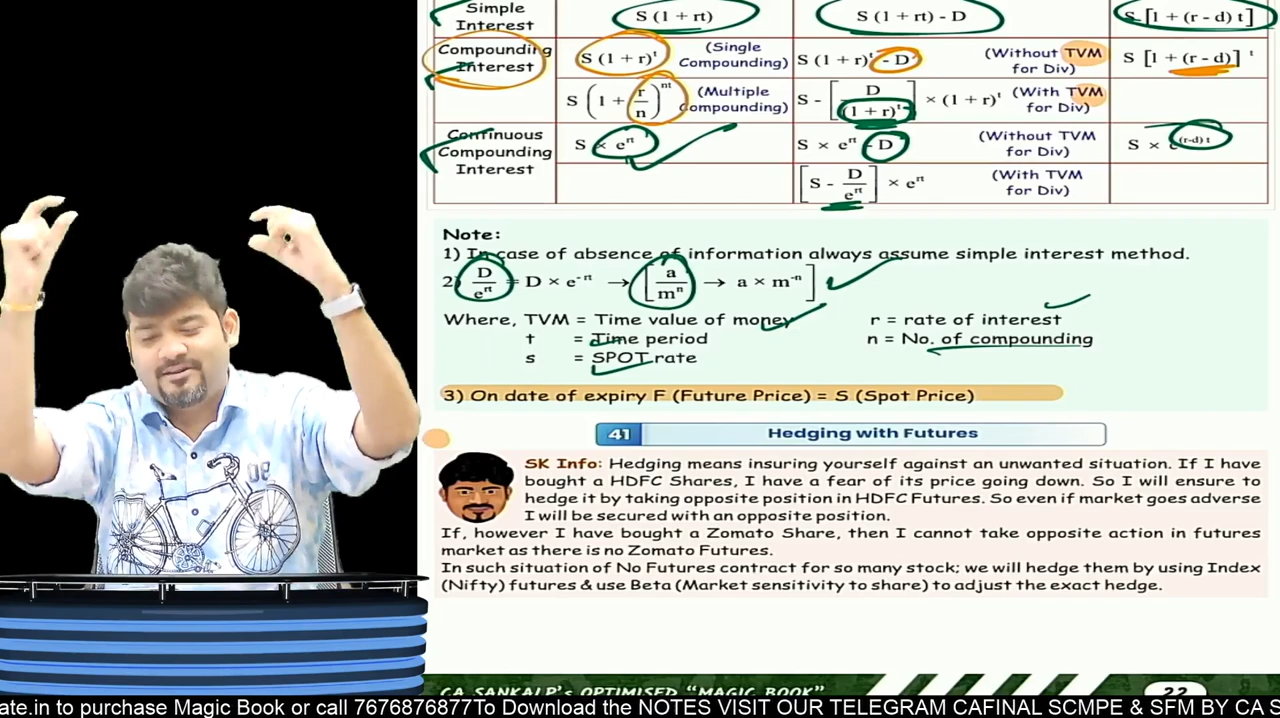 Simple
Interest
S (1 + rt)
S (1 + rt) - D
S [1 + (r - d) t]
Compounding
Interest
S (1 + r)ᵗ (Single
Compounding)
S (1 + r)ᵗ - D (Without TVM
for Div)
S [1 + (r - d)] ᵗ
S (1 + r/n)ⁿᵗ (Multiple
Compounding)
S - [D/(1 + r)ᵗ] × (1 + r)ᵗ (With TVM
for Div)
Continuous
Compounding
Interest
S × eʳᵗ
S × eʳᵗ - D (Without TVM
for Div)
S × e^(r-d) t
[S - D/eʳᵗ] × eʳᵗ (With TVM
for Div)
Note:
1) In case of absence of information always assume simple interest method.
2) D/eʳᵗ = D × e⁻ʳᵗ → [a/mⁿ → a × m⁻ⁿ]
Where, TVM = Time value of money r = rate of interest
t = Time period n = No. of compounding
s = SPOT rate
3) On date of expiry F (Future Price) = S (Spot Price)
41 Hedging with Futures
SK Info: Hedging means insuring yourself against an unwanted situation. If I have
bought a HDFC Shares, I have a fear of its price going down. So I will ensure to
hedge it by taking opposite position in HDFC Futures. So even if market goes adverse
I will be secured with an opposite position.
If, however I have bought a Zomato Share, then I cannot take opposite action in futures
market as there is no Zomato Futures.
In such situation of No Futures contract for so many stock; we will hedge them by using Index
(Nifty) futures & use Beta (Market sensitivity to share) to adjust the exact hedge.
CA SANKALP's OPTIMISED "MAGIC BOOK"
22
ate.in to purchase Magic Book or call 7676876877To Download the NOTES VISIT OUR TELEGRAM CAFINAL SCMPE & SFM BY CA S